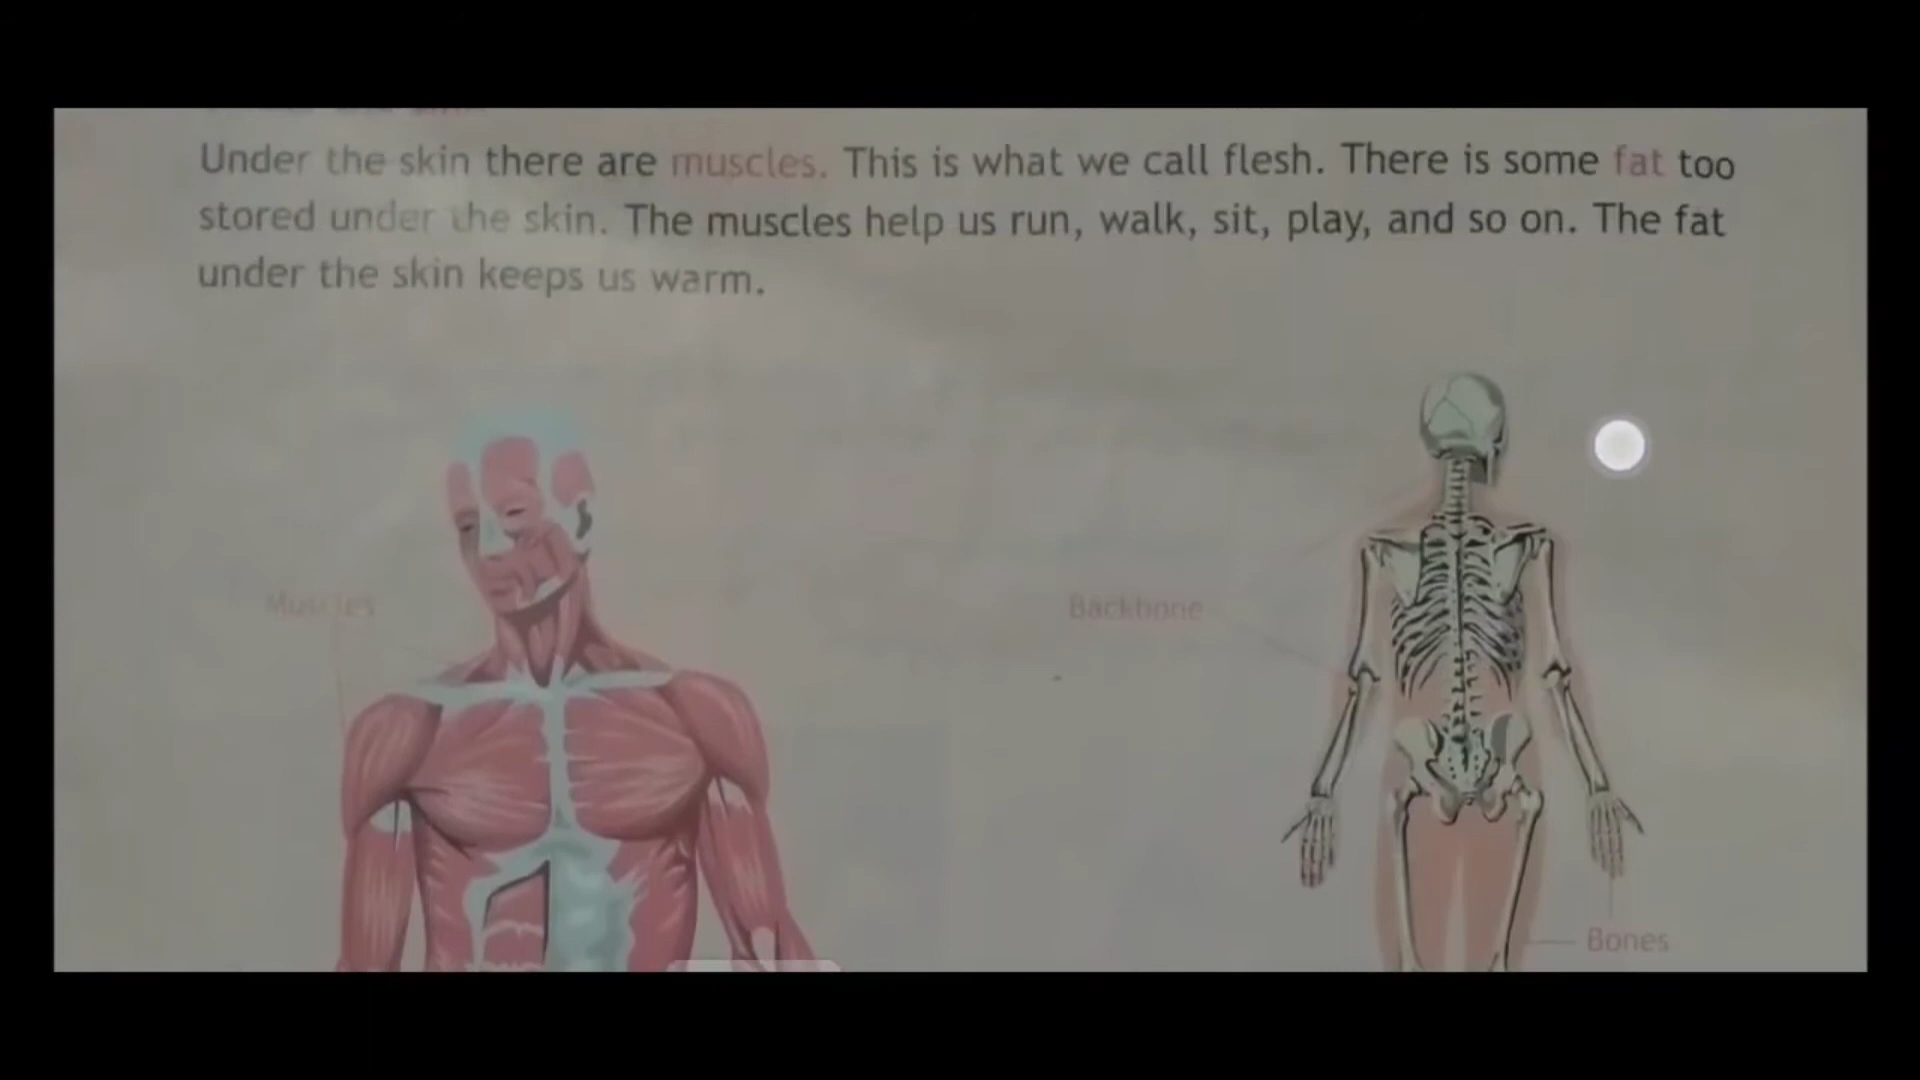 Under the skin there are muscles. This is what we call flesh. There is some fat too
stored under the skin. The muscles help us run, walk, sit, play, and so on. The fat
under the skin keeps us warm.
Muscles
Backbone
Bones